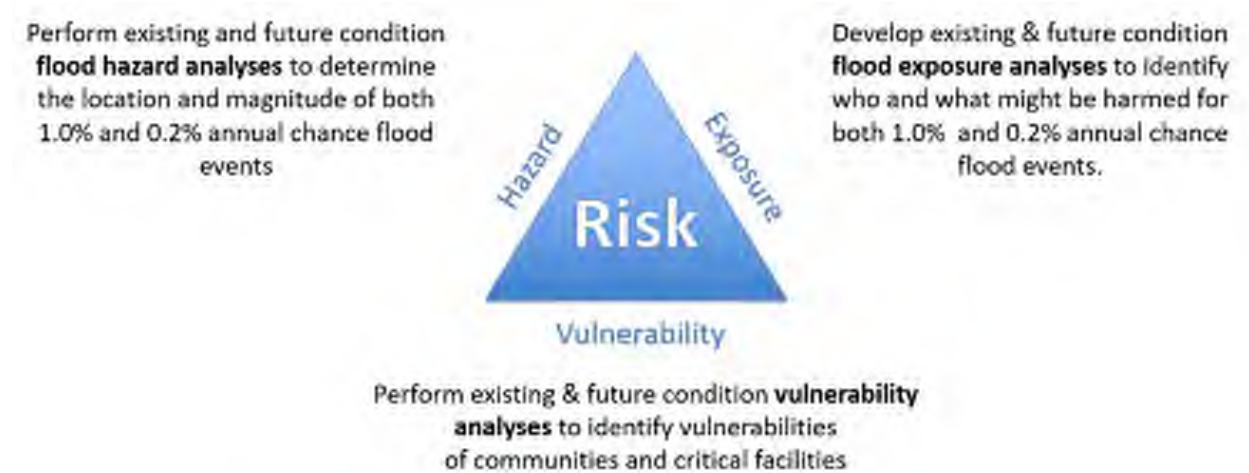 Perform existing and future condition
flood hazard analyses to determine
the location and magnitude of both
1.0% and 0.2% annual chance flood
events
Develop existing & future condition
flood exposure analyses to identify
who and what might be harmed for
both 1.0% and 0.2% annual chance
flood events.
Hazard
Exposure
Risk
Vulnerability
Perform existing & future condition vulnerability
analyses to identify vulnerabilities
of communities and critical facilities